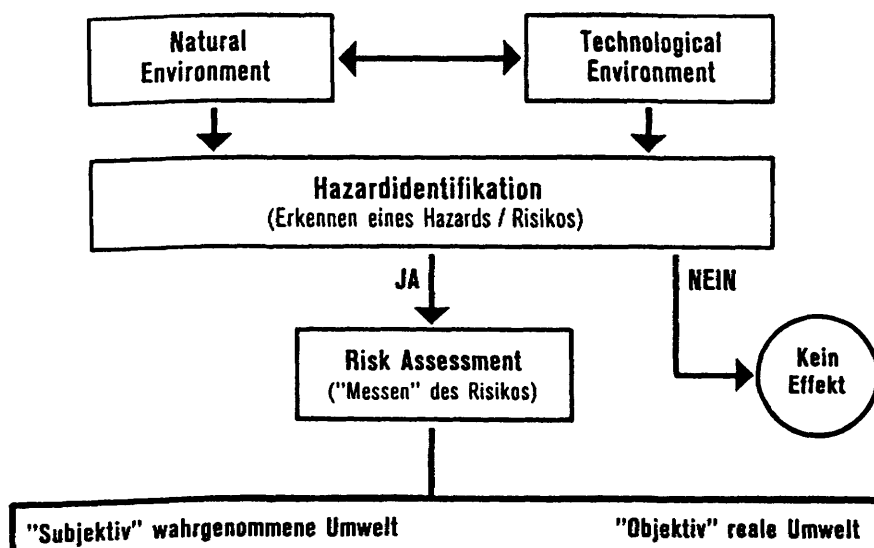 Natural
Environment
Technological
Environment
Hazardidentifikation
(Erkennen eines Hazards / Risikos)
JA
NEIN
Risk Assessment
("Messen" des Risikos)
Kein
Effekt
"Subjektiv" wahrgenommene Umwelt
"Objektiv" reale Umwelt